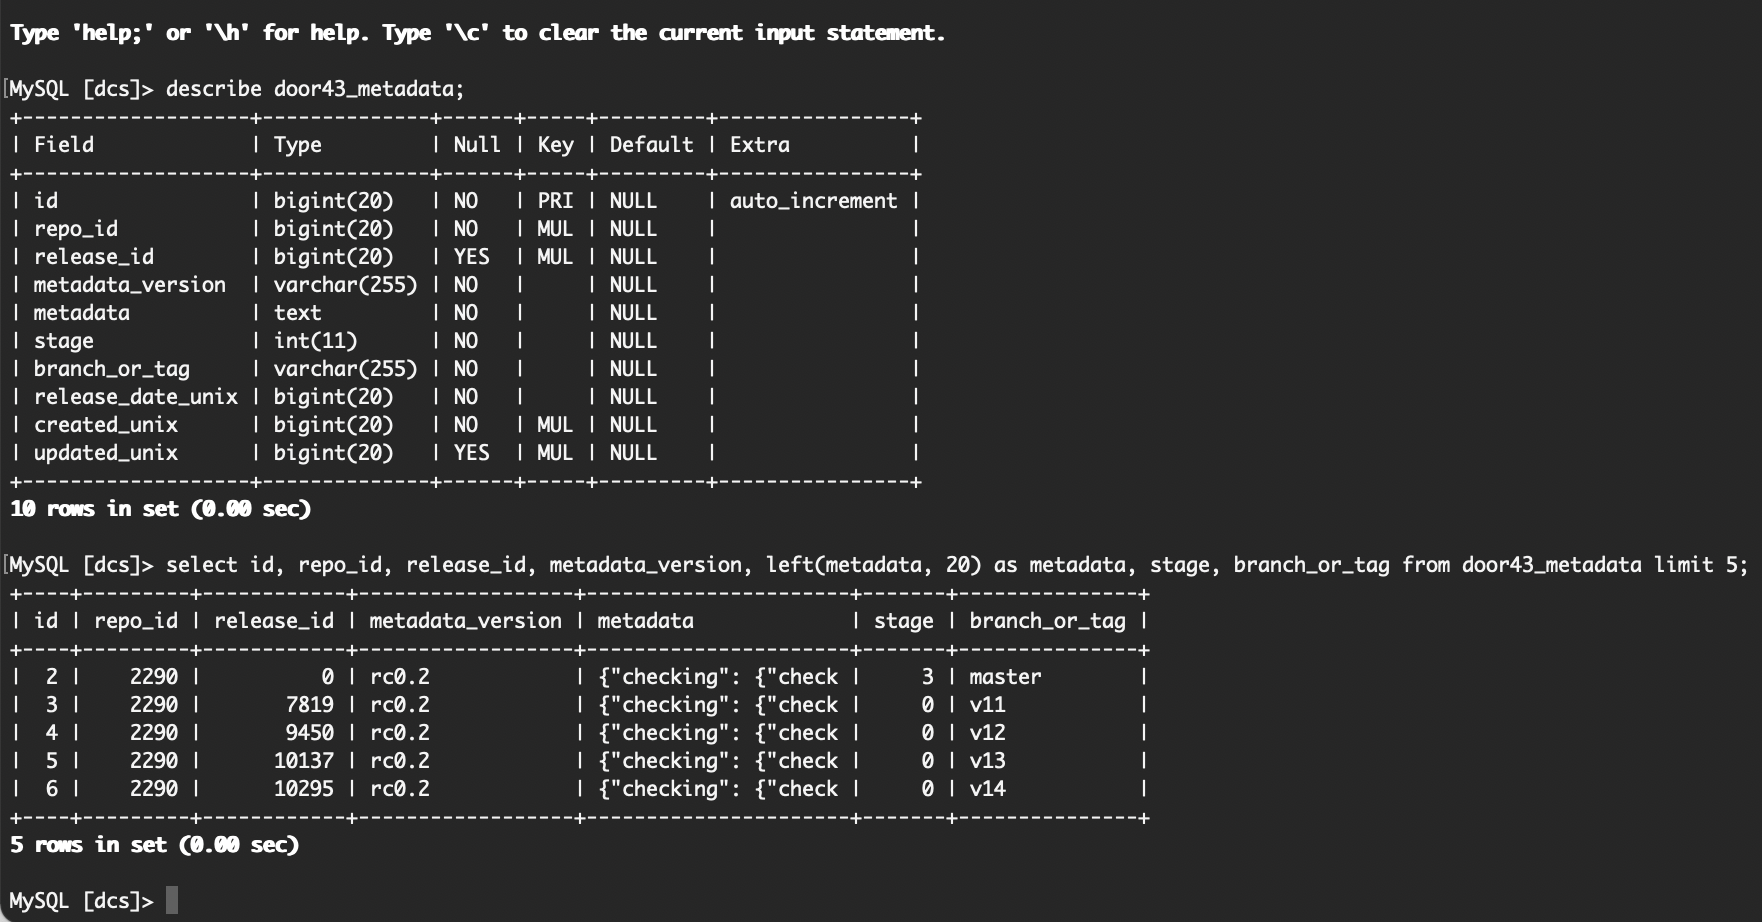 Type 'help;' or '\h' for help. Type '\c' to clear the current input statement.

[MySQL [dcs]> describe door43_metadata;
+-------------------+--------------+------+-----+---------+----------------+
| Field             | Type         | Null | Key | Default | Extra          |
+-------------------+--------------+------+-----+---------+----------------+
| id                | bigint(20)   | NO   | PRI | NULL    | auto_increment |
| repo_id           | bigint(20)   | NO   | MUL | NULL    |                |
| release_id        | bigint(20)   | YES  | MUL | NULL    |                |
| metadata_version  | varchar(255) | NO   |     | NULL    |                |
| metadata          | text         | NO   |     | NULL    |                |
| stage             | int(11)      | NO   |     | NULL    |                |
| branch_or_tag     | varchar(255) | NO   |     | NULL    |                |
| release_date_unix | bigint(20)   | NO   |     | NULL    |                |
| created_unix      | bigint(20)   | NO   | MUL | NULL    |                |
| updated_unix      | bigint(20)   | YES  | MUL | NULL    |                |
+-------------------+--------------+------+-----+---------+----------------+
10 rows in set (0.00 sec)

[MySQL [dcs]> select id, repo_id, release_id, metadata_version, left(metadata, 20) as metadata, stage, branch_or_tag from door43_metadata limit 5;
+----+---------+------------+------------------+----------------------+-------+---------------+
| id | repo_id | release_id | metadata_version | metadata             | stage | branch_or_tag |
+----+---------+------------+------------------+----------------------+-------+---------------+
|  2 |    2290 |          0 | rc0.2            | {"checking": {"check |     3 | master        |
|  3 |    2290 |       7819 | rc0.2            | {"checking": {"check |     0 | v11           |
|  4 |    2290 |       9450 | rc0.2            | {"checking": {"check |     0 | v12           |
|  5 |    2290 |      10137 | rc0.2            | {"checking": {"check |     0 | v13           |
|  6 |    2290 |      10295 | rc0.2            | {"checking": {"check |     0 | v14           |
+----+---------+------------+------------------+----------------------+-------+---------------+
5 rows in set (0.00 sec)

MySQL [dcs]>